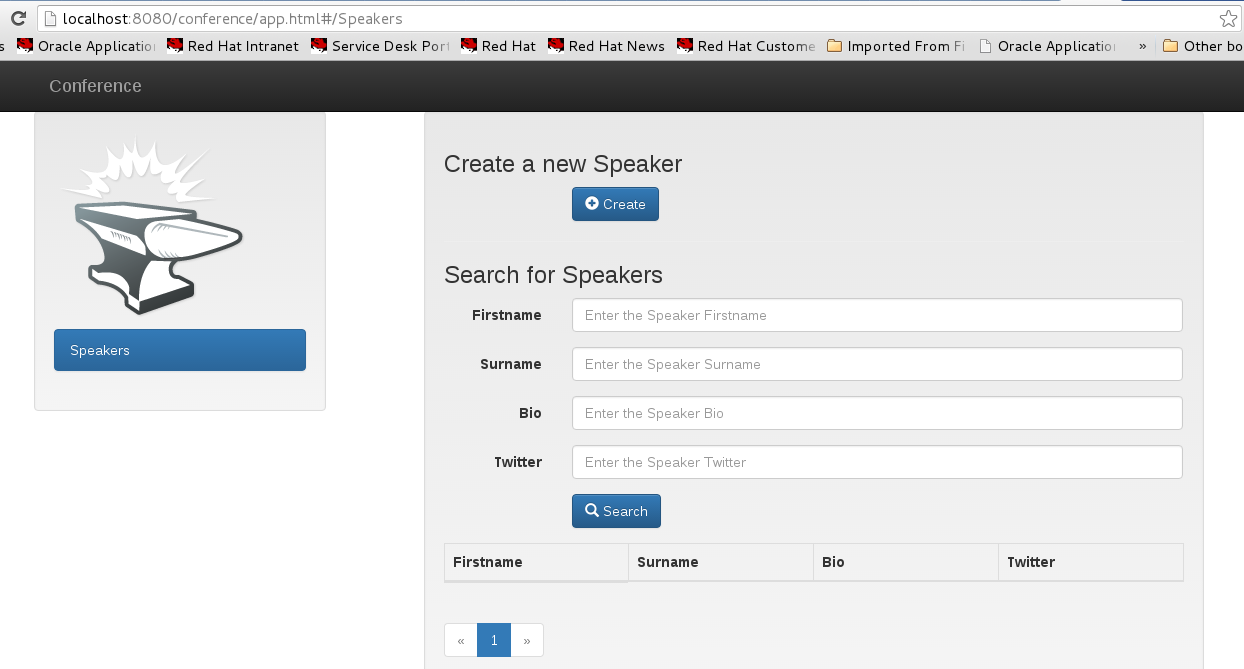 localhost:8080/conference/app.html#/Speakers
s Oracle Applicatio Red Hat Intranet Service Desk Port Red Hat Red Hat News Red Hat Custome Imported From Fi Oracle Application » Other bo
Conference
Create a new Speaker
Create
Search for Speakers
Firstname Enter the Speaker Firstname
Surname Enter the Speaker Surname
Speakers
Bio Enter the Speaker Bio
Twitter Enter the Speaker Twitter
Search
Firstname Surname Bio Twitter
« 1 »